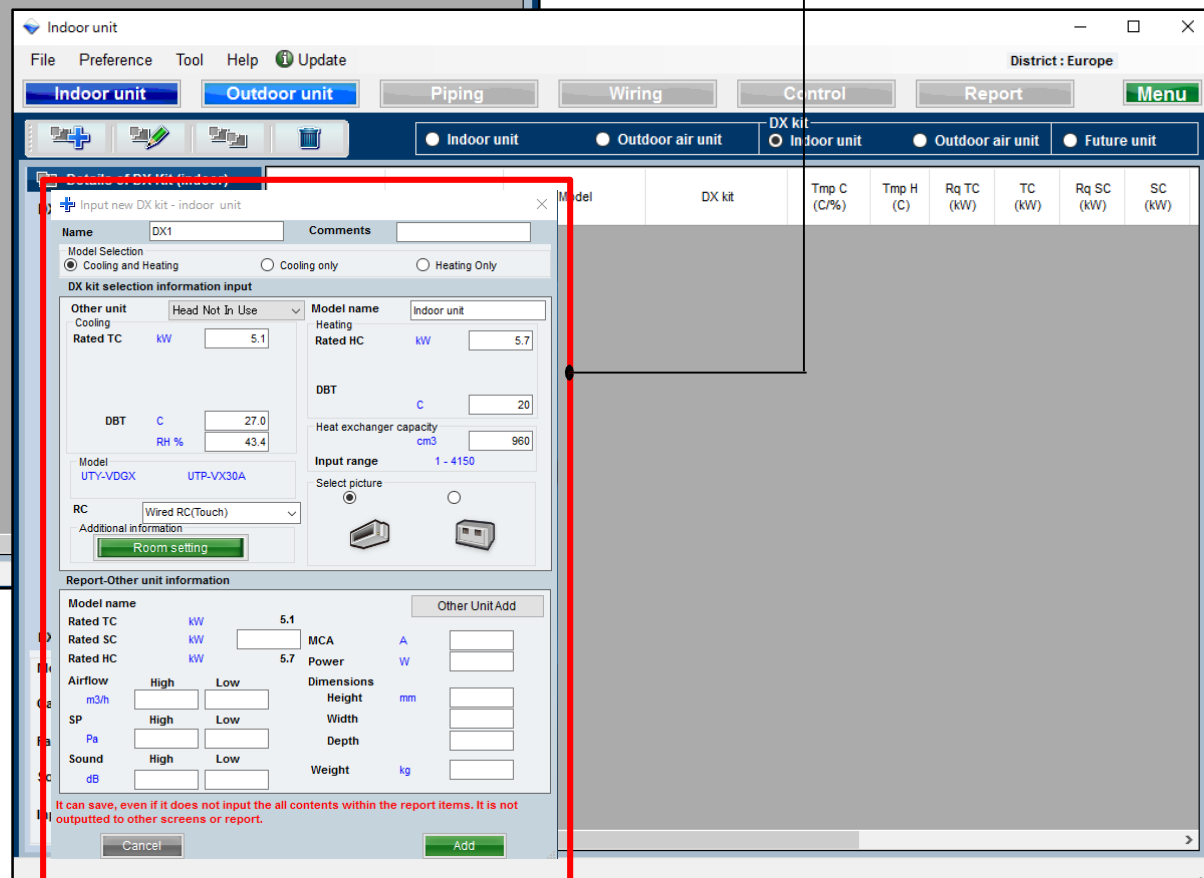 Indoor unit
File Preference Tool Help Update District : Europe
Indoor unit Outdoor unit Piping Wiring Control Report Menu
DX kit
Indoor unit Outdoor air unit Indoor unit Outdoor air unit Future unit
Details of DX Kit (indoor)
Model DX kit Tmp C (C/%) Tmp H (C) Rq TC (kW) TC (kW) Rq SC (kW) SC (kW)
Input new DX kit - indoor unit
Name DX1 Comments
Model Selection
Cooling and Heating Cooling only Heating Only
DX kit selection information input
Other unit Head Not In Use Model name Indoor unit
Cooling Heating
Rated TC kW 5.1 Rated HC kW 5.7
DBT
C 20
DBT C 27.0
Heat exchanger capacity
RH % 43.4 cm3 960
Model Input range 1 - 4150
UTY-VDGX UTP-VX30A
Select picture
RC Wired RC(Touch)
Additional information
Room setting
Report-Other unit information
Model name Other Unit Add
Rated TC kW 5.1
Rated SC kW MCA A
Rated HC kW 5.7 Power W
Airflow High Low Dimensions
m3/h Height mm
SP High Low Width
Pa Depth
Sound High Low
dB Weight kg
It can save, even if it does not input the all contents within the report items. It is not
outputted to other screens or report.
Cancel Add